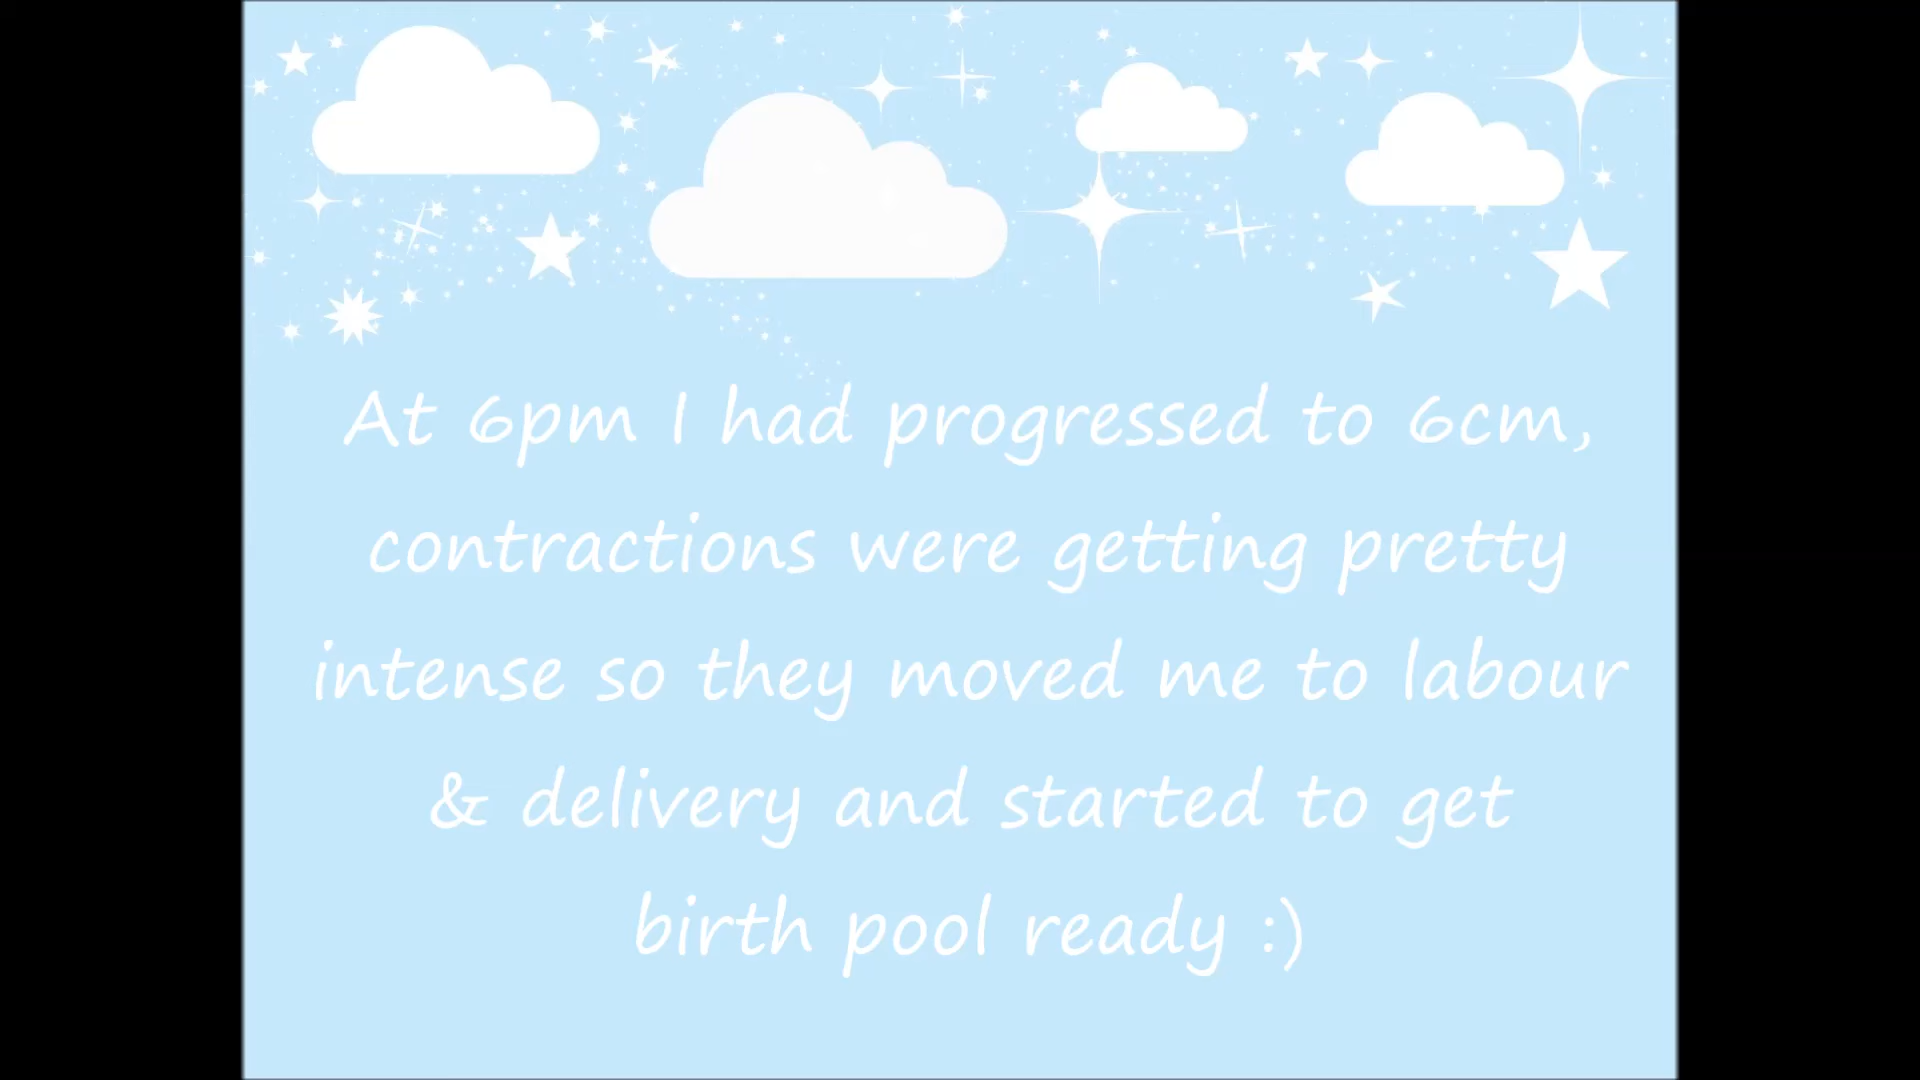 At 6pm I had progressed to 6cm,
contractions were getting pretty
intense so they moved me to labour
& delivery and started to get
birth pool ready :)